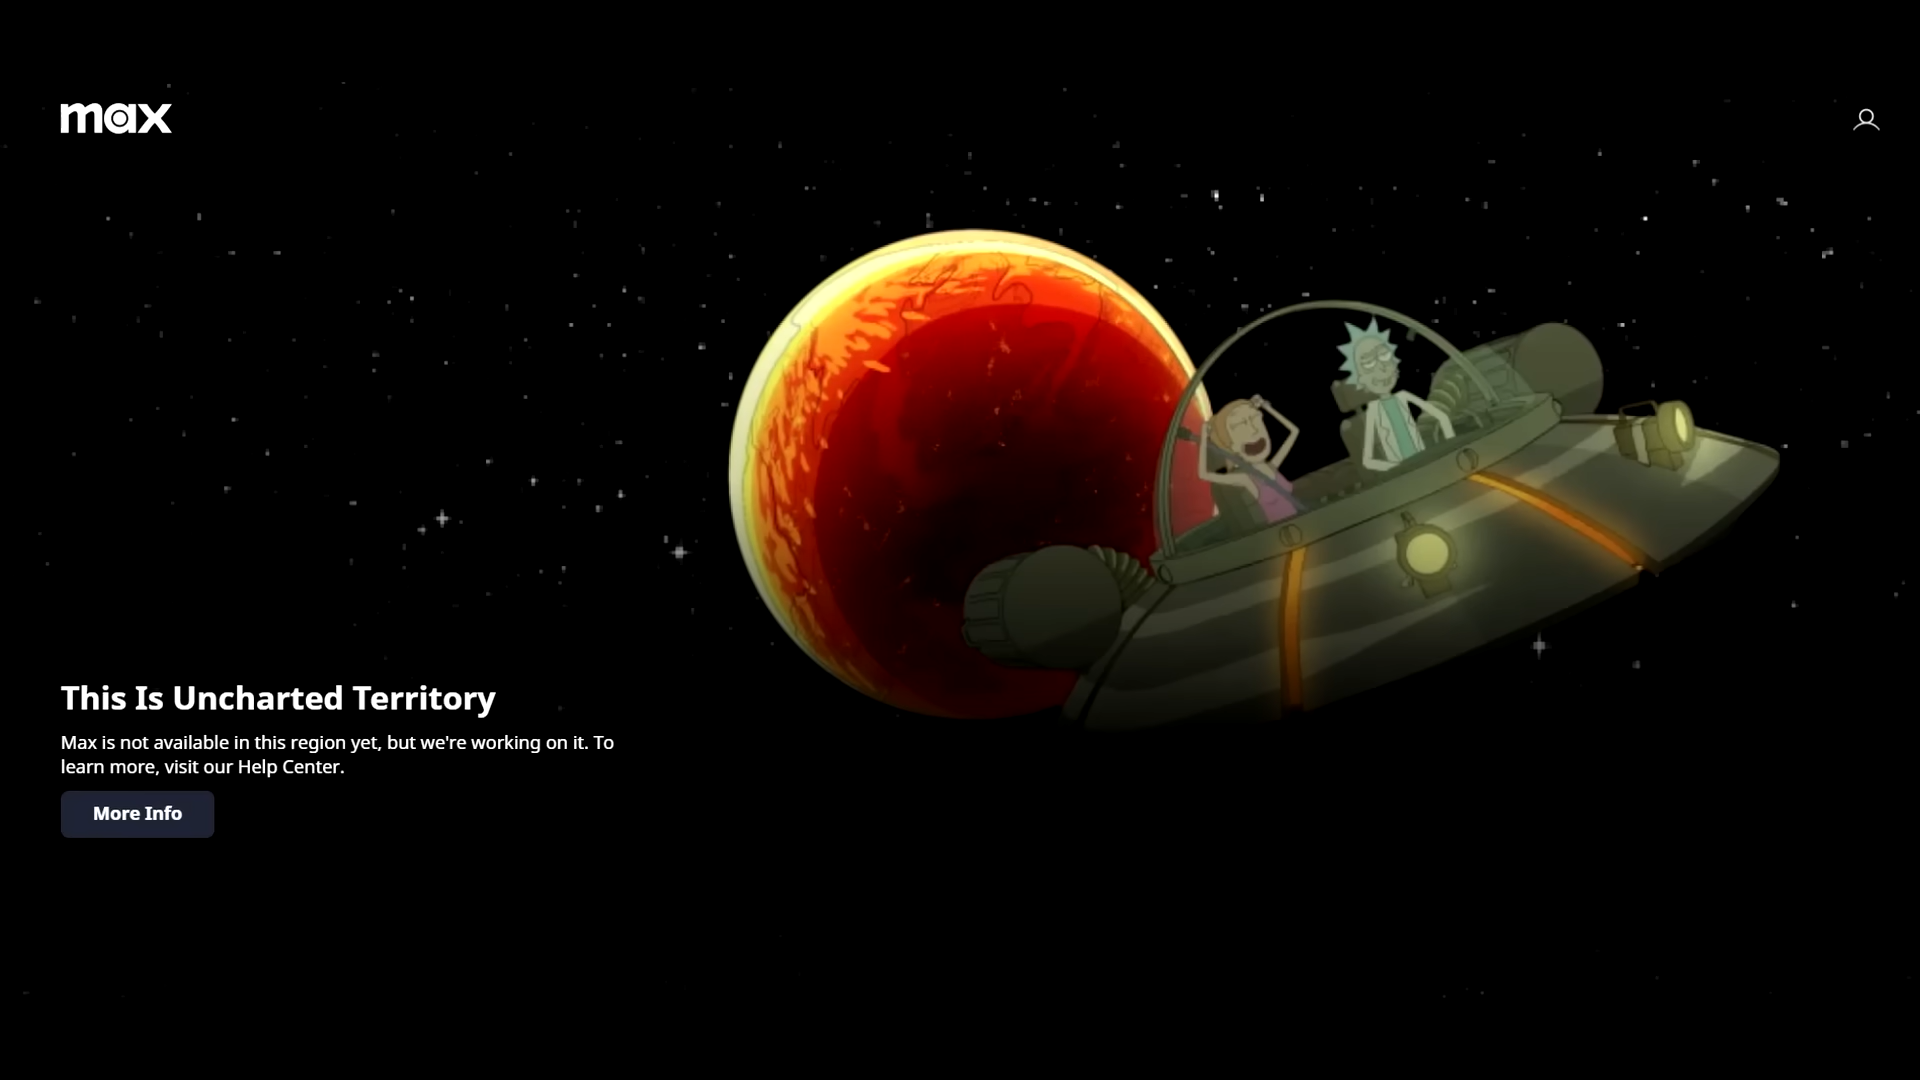 max
This Is Uncharted Territory
Max is not available in this region yet, but we're working on it. To
learn more, visit our Help Center.
More Info